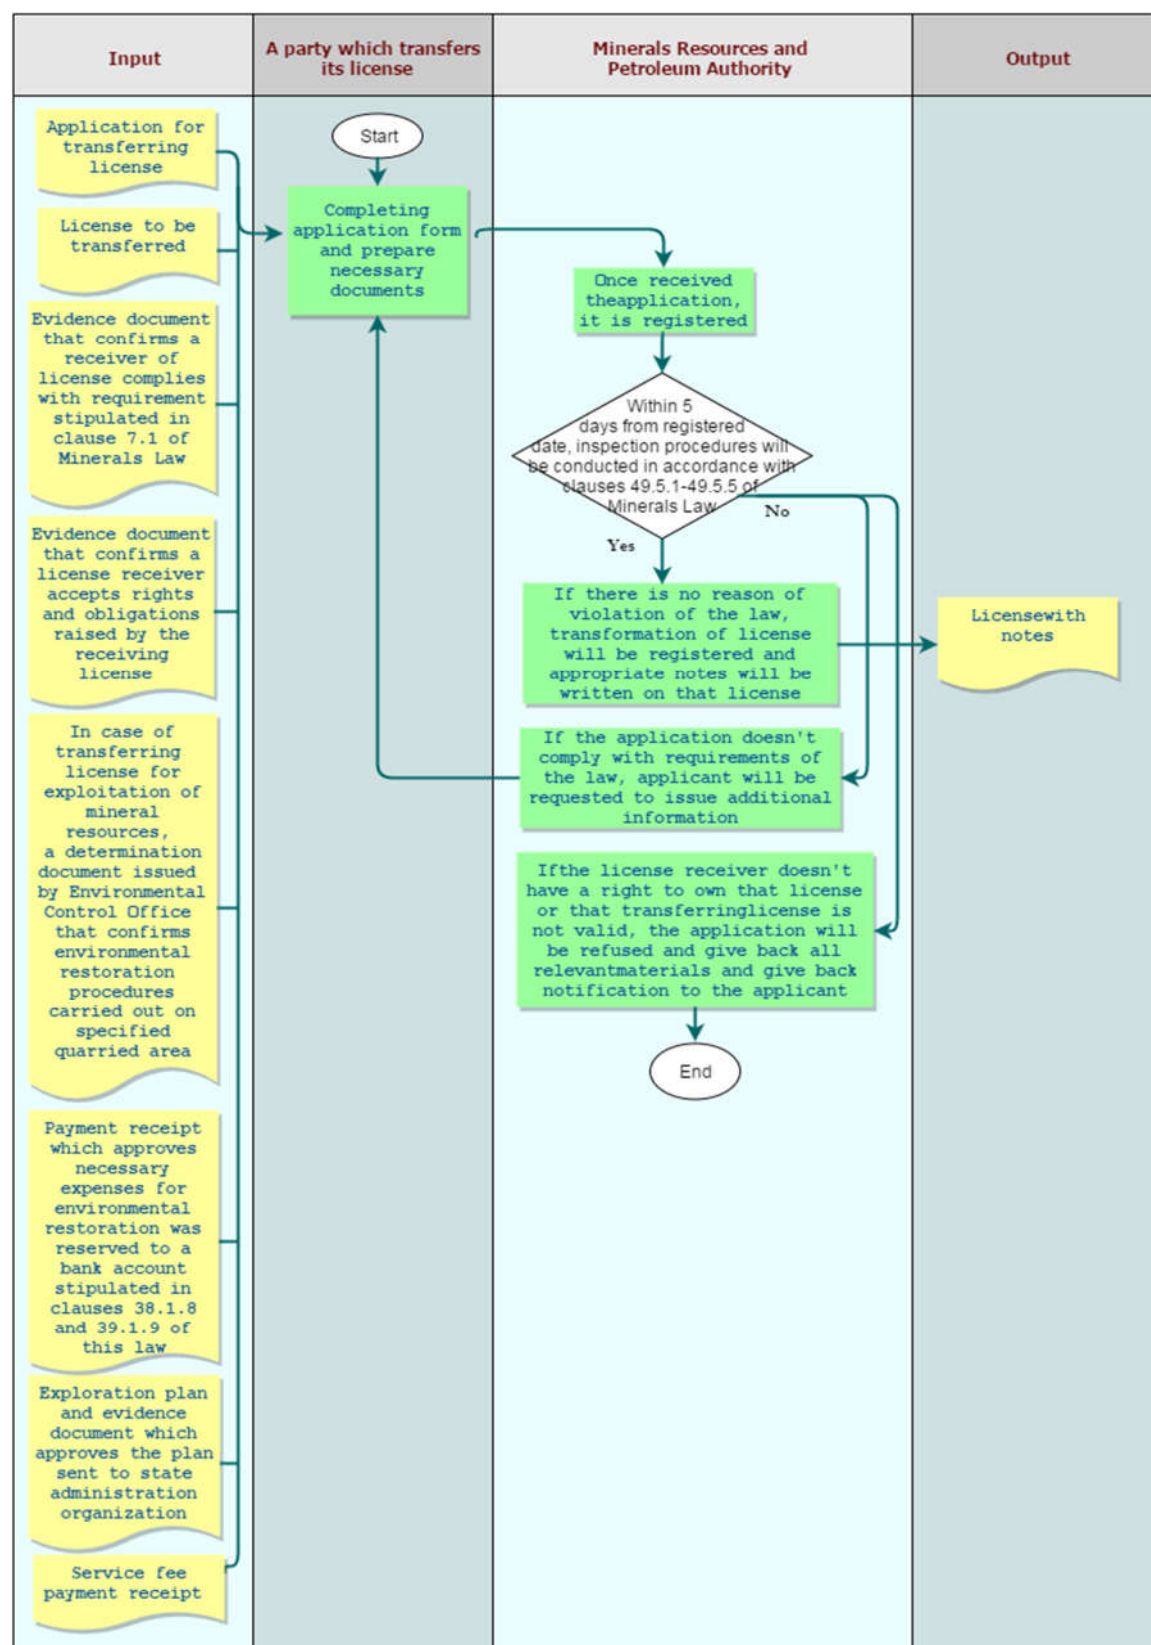 Input
A party which transfers
its license
Minerals Resources and
Petroleum Authority
Output
Application for
transferring
license
License to be
transferred
Evidence document
that confirms a
receiver of
license complies
with requirement
stipulated in
clause 7.1 of
Minerals Law
Evidence document
that confirms a
license receiver
accepts rights
and obligations
raised by the
receiving
license
In case of
transferring
license for
exploitation of
mineral
resources,
a determination
document issued
by Environmental
Control Office
that confirms
environmental
restoration
procedures
carried out on
specified
quarried area
Payment receipt
which approves
necessary
expenses for
environmental
restoration was
reserved to a
bank account
stipulated in
clauses 38.1.8
and 39.1.9 of
this law
Exploration plan
and evidence
document which
approves the plan
sent to state
administration
organization
Service fee
payment receipt
Start
Completing
application form
and prepare
necessary
documents
Once received
theapplication,
it is registered
Within 5
days from registered
date, inspection procedures will
be conducted in accordance with
clauses 49.5.1-49.5.5 of
Minerals Law
No
Yes
If there is no reason of
violation of the law,
transformation of license
will be registered and
appropriate notes will be
written on that license
If the application doesn't
comply with requirements of
the law, applicant will be
requested to issue additional
information
Ifthe license receiver doesn't
have a right to own that license
or that transferringlicense is
not valid, the application will
be refused and give back all
relevantmaterials and give back
notification to the applicant
End
Licensewith
notes